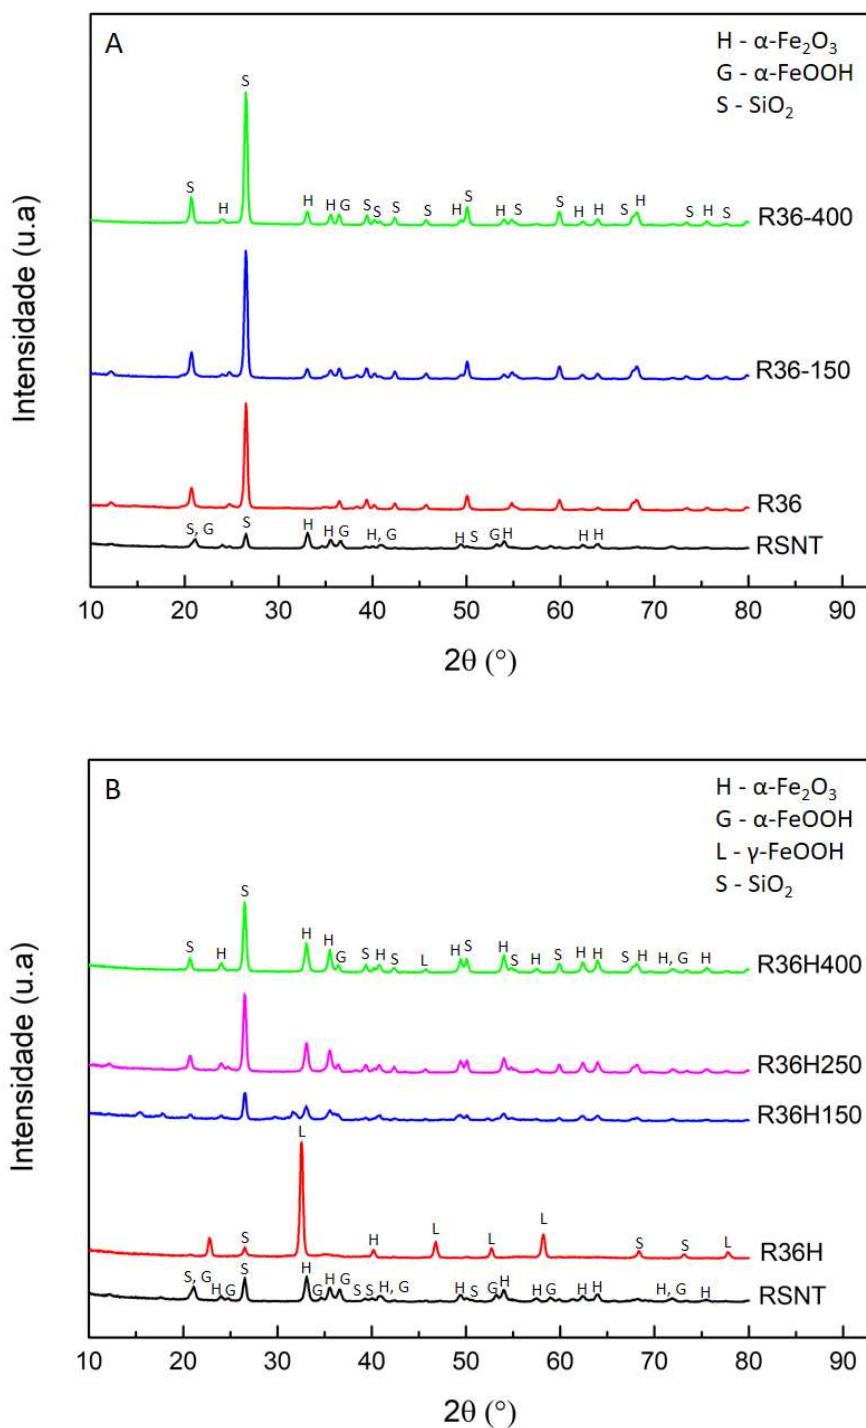 A
H - α-Fe₂O₃
G - α-FeOOH
S - SiO₂
Intensidade (u.a)
S
S H H H G S S S S H S H S S H H S H S H S
R36-400
R36-150
R36
S, G S H H G H, G H S G H H H
RSNT
10 20 30 40 50 60 70 80 90
2θ (°)
B
H - α-Fe₂O₃
G - α-FeOOH
L - γ-FeOOH
S - SiO₂
Intensidade (u.a)
S
S H H H G S H S L H S H S H S H H S H H, G H
R36H400
R36H250
R36H150
L
S H L L L S S L
R36H
S, G H G S H G H G S S H, G H S G H H G H H H, G H
RSNT
10 20 30 40 50 60 70 80 90
2θ (°)